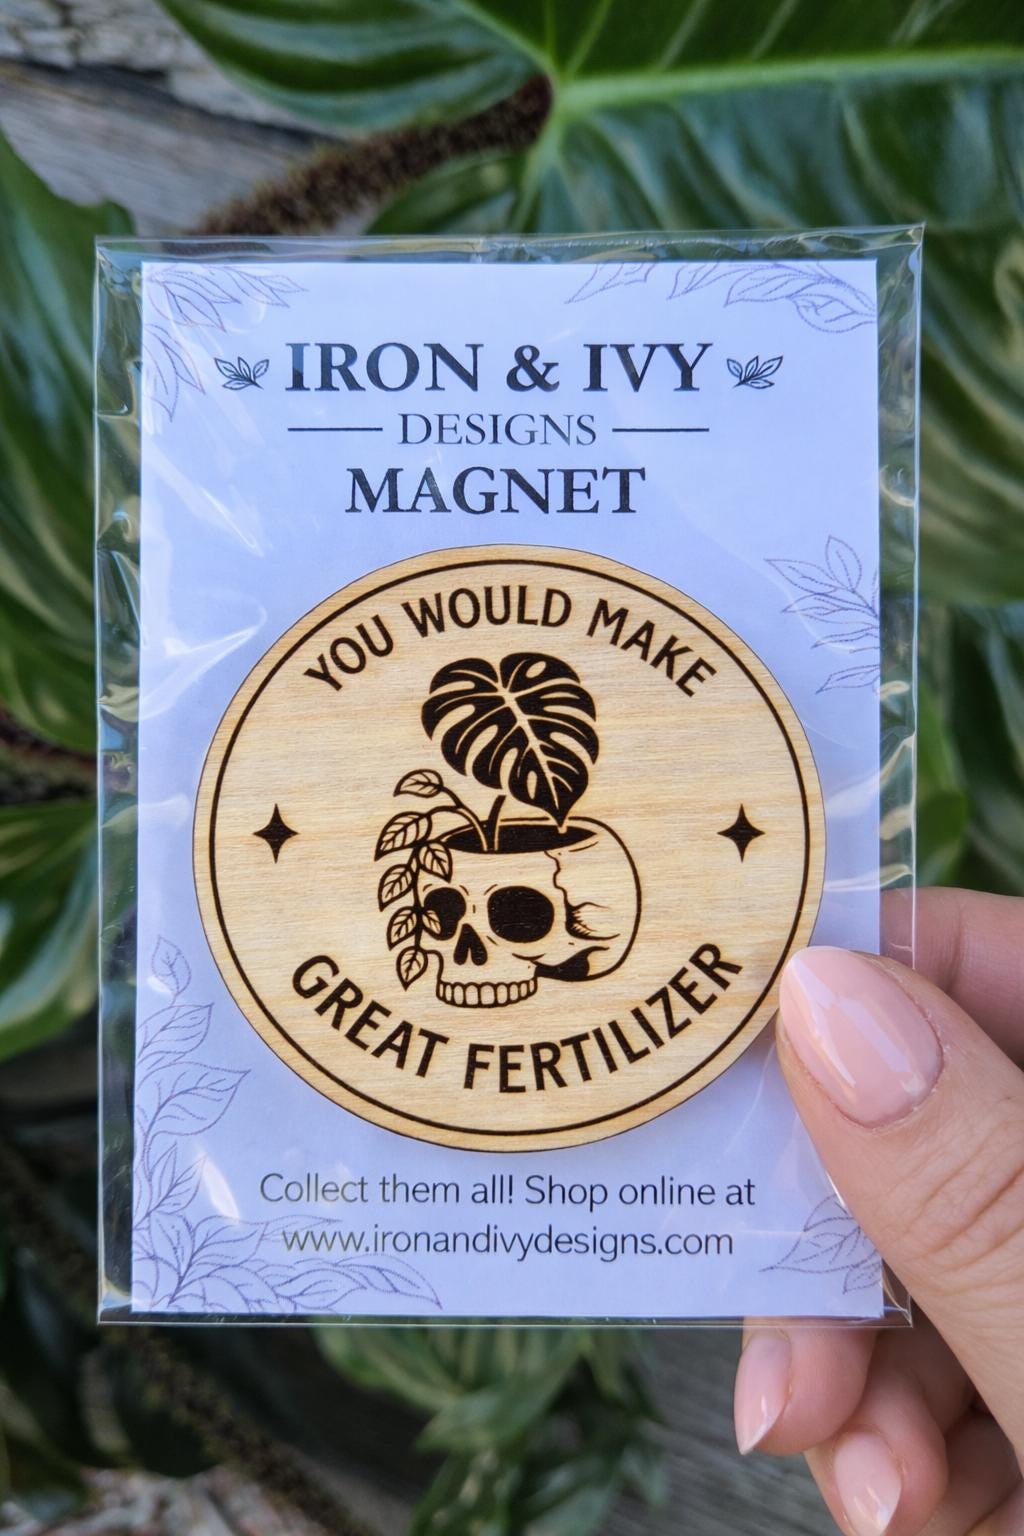 IRON & IVY
DESIGNS
MAGNET
YOU WOULD MAKE
GREAT FERTILIZER
Collect them all! Shop online at
www.ironandivydesigns.com